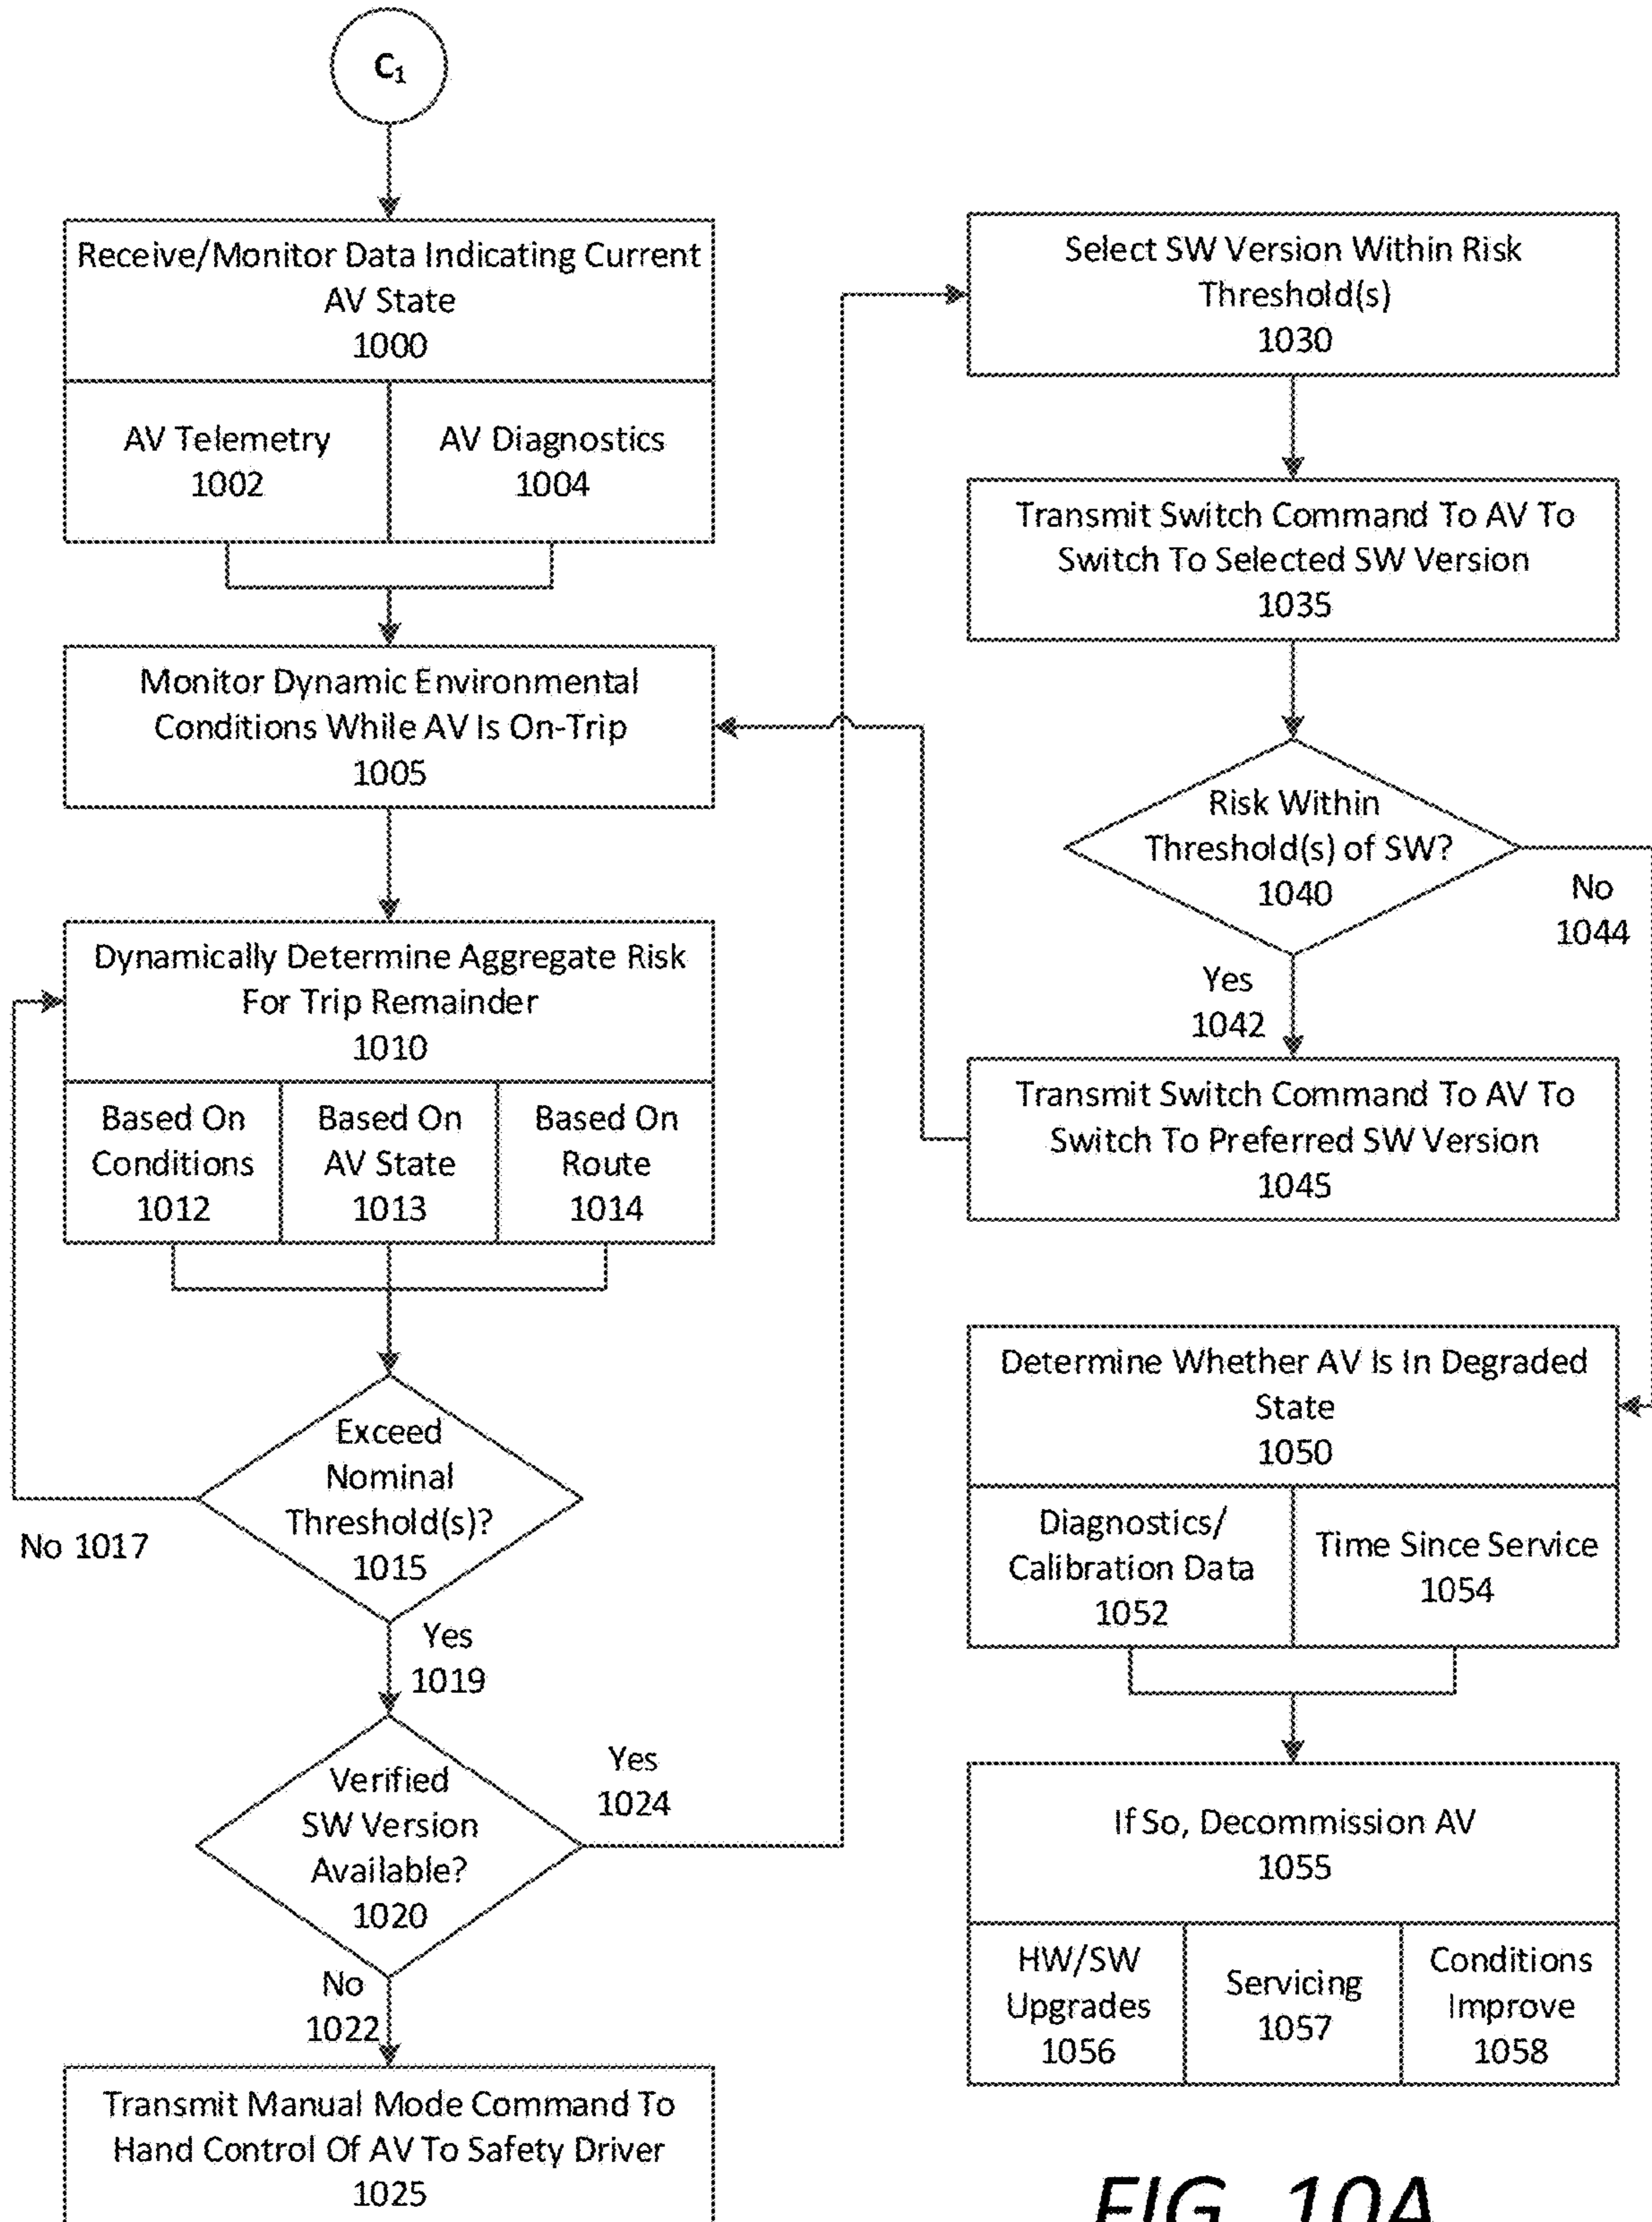 C₁
Receive/Monitor Data Indicating Current
AV State
1000
AV Telemetry
1002
AV Diagnostics
1004
Monitor Dynamic Environmental
Conditions While AV Is On-Trip
1005
Dynamically Determine Aggregate Risk
For Trip Remainder
1010
Based On
Conditions
1012
Based On
AV State
1013
Based On
Route
1014
Exceed
Nominal
Threshold(s)?
1015
No 1017
Yes
1019
Verified
SW Version
Available?
1020
Yes
1024
No
1022
Transmit Manual Mode Command To
Hand Control Of AV To Safety Driver
1025
Select SW Version Within Risk
Threshold(s)
1030
Transmit Switch Command To AV To
Switch To Selected SW Version
1035
Risk Within
Threshold(s) of SW?
1040
No
1044
Yes
1042
Transmit Switch Command To AV To
Switch To Preferred SW Version
1045
Determine Whether AV Is In Degraded
State
1050
Diagnostics/
Calibration Data
1052
Time Since Service
1054
If So, Decommission AV
1055
HW/SW
Upgrades
1056
Servicing
1057
Conditions
Improve
1058
FIG. 10A